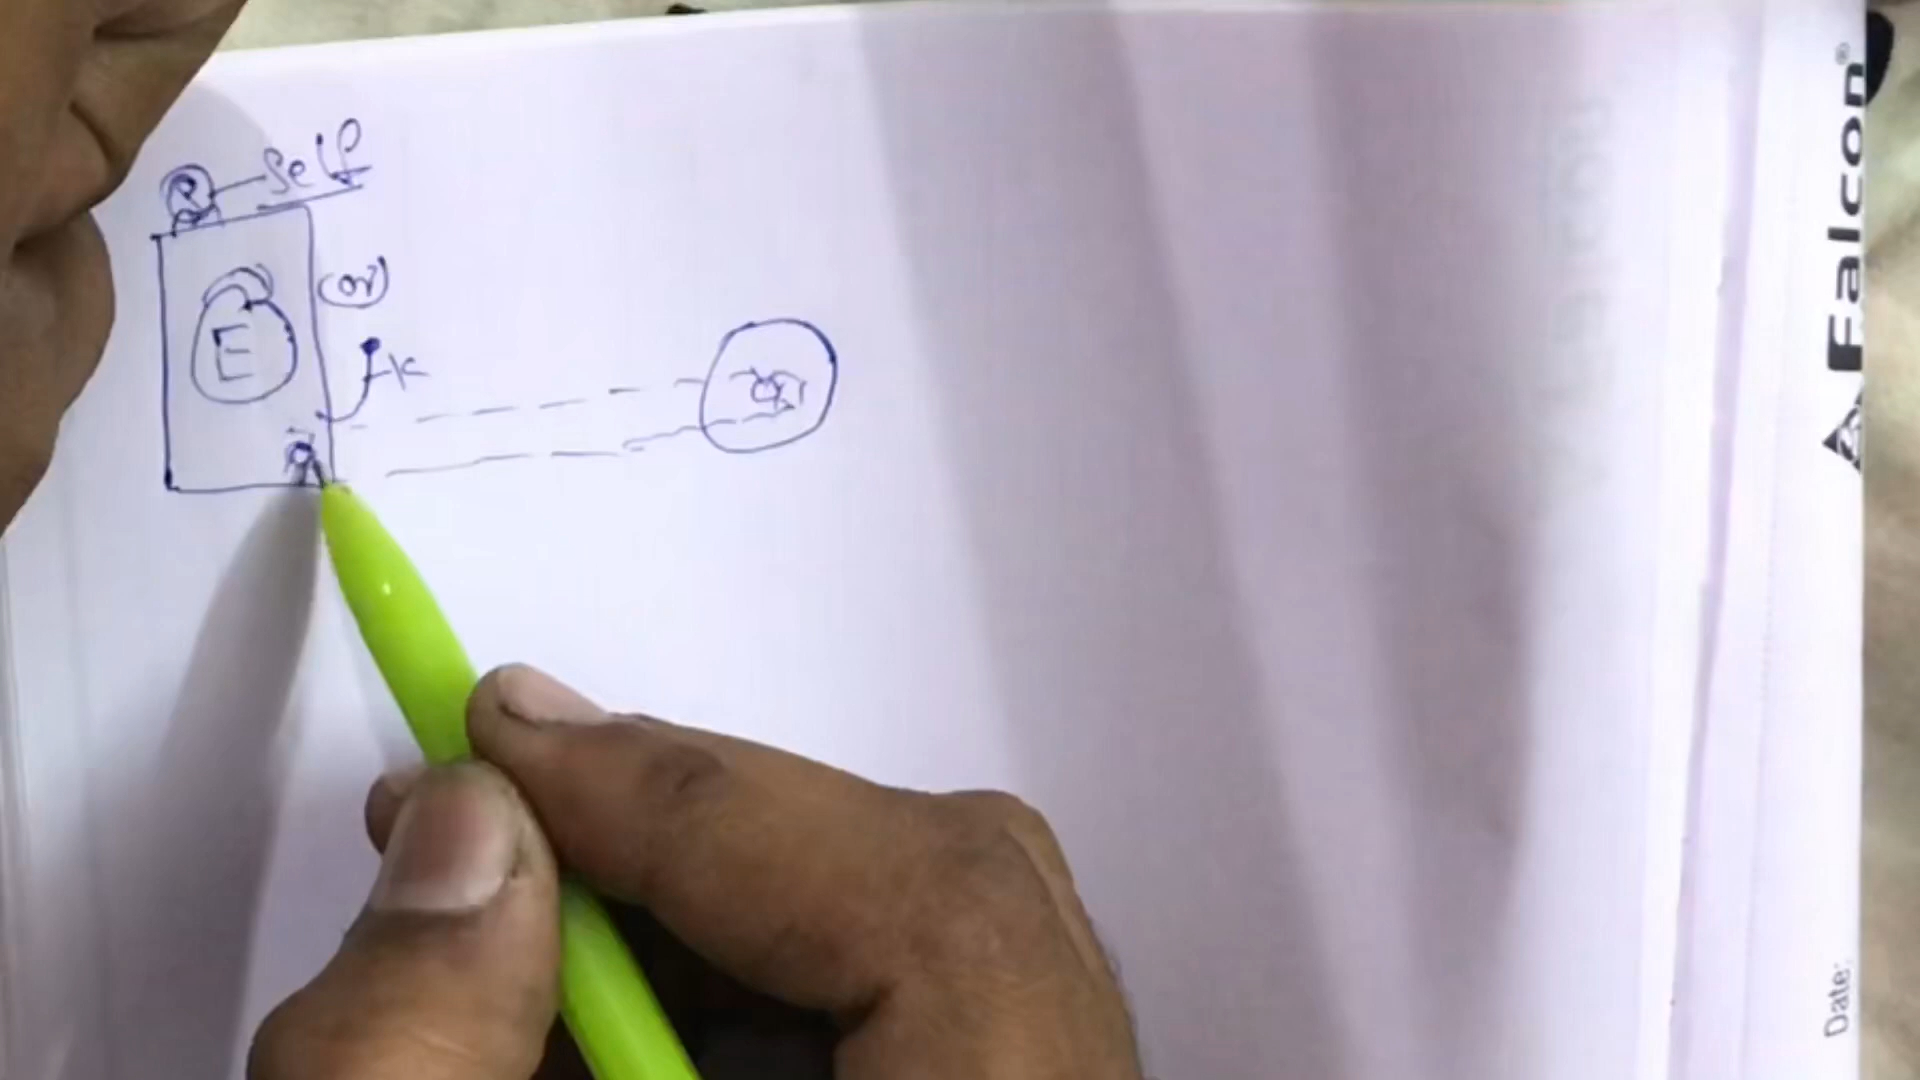 Self
(or)
E
K
Falcon®
Date: